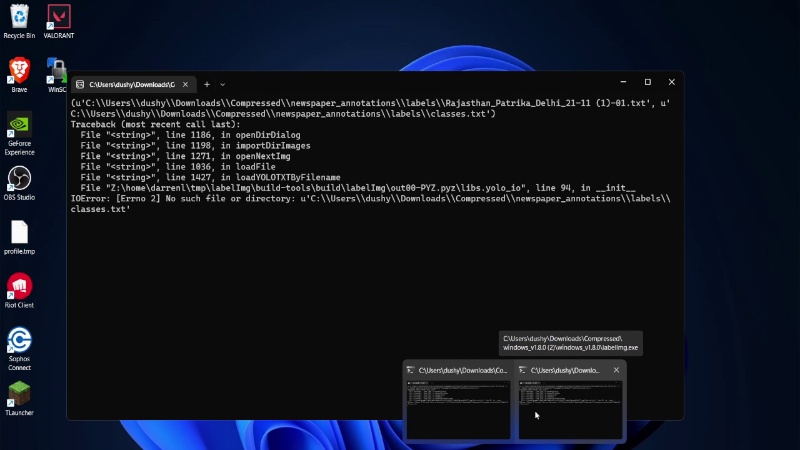 Recycle Bin
VALORANT
Brave
WinSC
GeForce
Experience
OBS Studio
profile.tmp
Riot Client
Sophos
Connect
TLauncher
C:\Users\dushy\Downloads\C
(u'C:\\Users\\dushy\\Downloads\\Compressed\\newspaper_annotations\\labels\\Rajasthan_Patrika_Delhi_21-11 (1)-01.txt', u'
C:\\Users\\dushy\\Downloads\\Compressed\\newspaper_annotations\\labels\\classes.txt')
Traceback (most recent call last):
File "<string>", line 1186, in openDirDialog
File "<string>", line 1198, in importDirImages
File "<string>", line 1271, in openNextImg
File "<string>", line 1036, in loadFile
File "<string>", line 1427, in loadYOLOTXTByFilename
File "Z:\home\darrenl\tmp\labelImg\build-tools\build\labelImg\out00-PYZ.pyz\libs.yolo_io", line 94, in __init__
IOError: [Errno 2] No such file or directory: u'C:\\Users\\dushy\\Downloads\\Compressed\\newspaper_annotations\\labels\\
classes.txt'
C:\Users\dushy\Downloads\Compressed\
windows_v1.8.0 (2)\windows_v1.8.0\labelImg.exe
C:\Users\dushy\Downloads\Co...
C:\Users\dushy\Downlo...